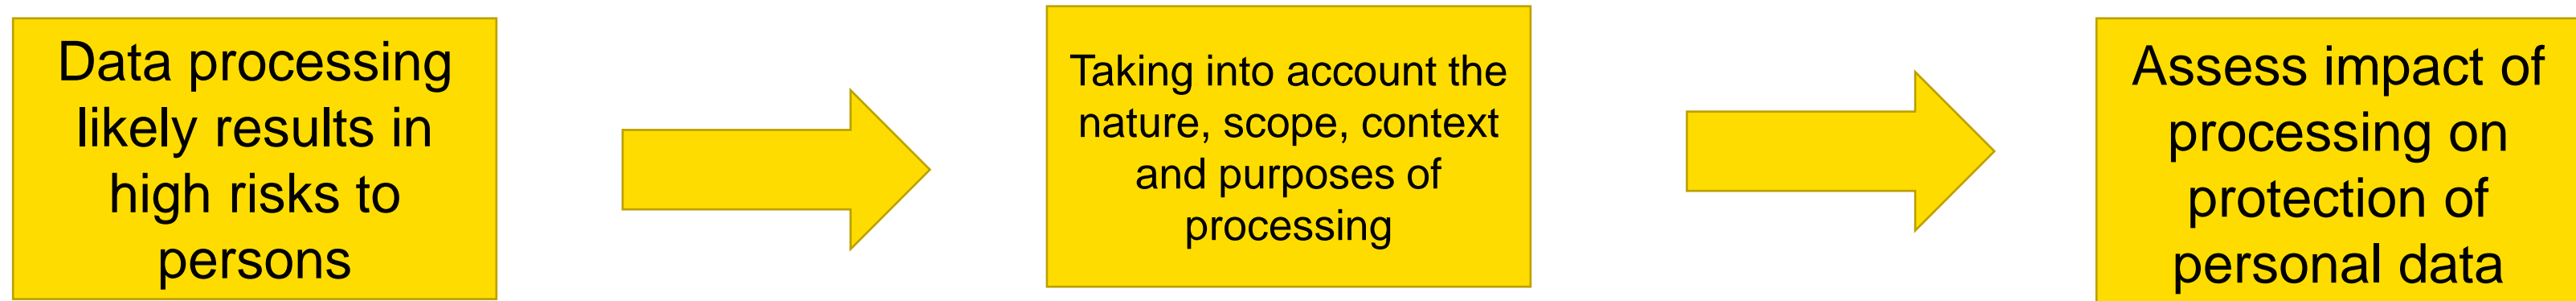 Data processing
likely results in
high risks to
persons
Taking into account the
nature, scope, context
and purposes of
processing
Assess impact of
processing on
protection of
personal data